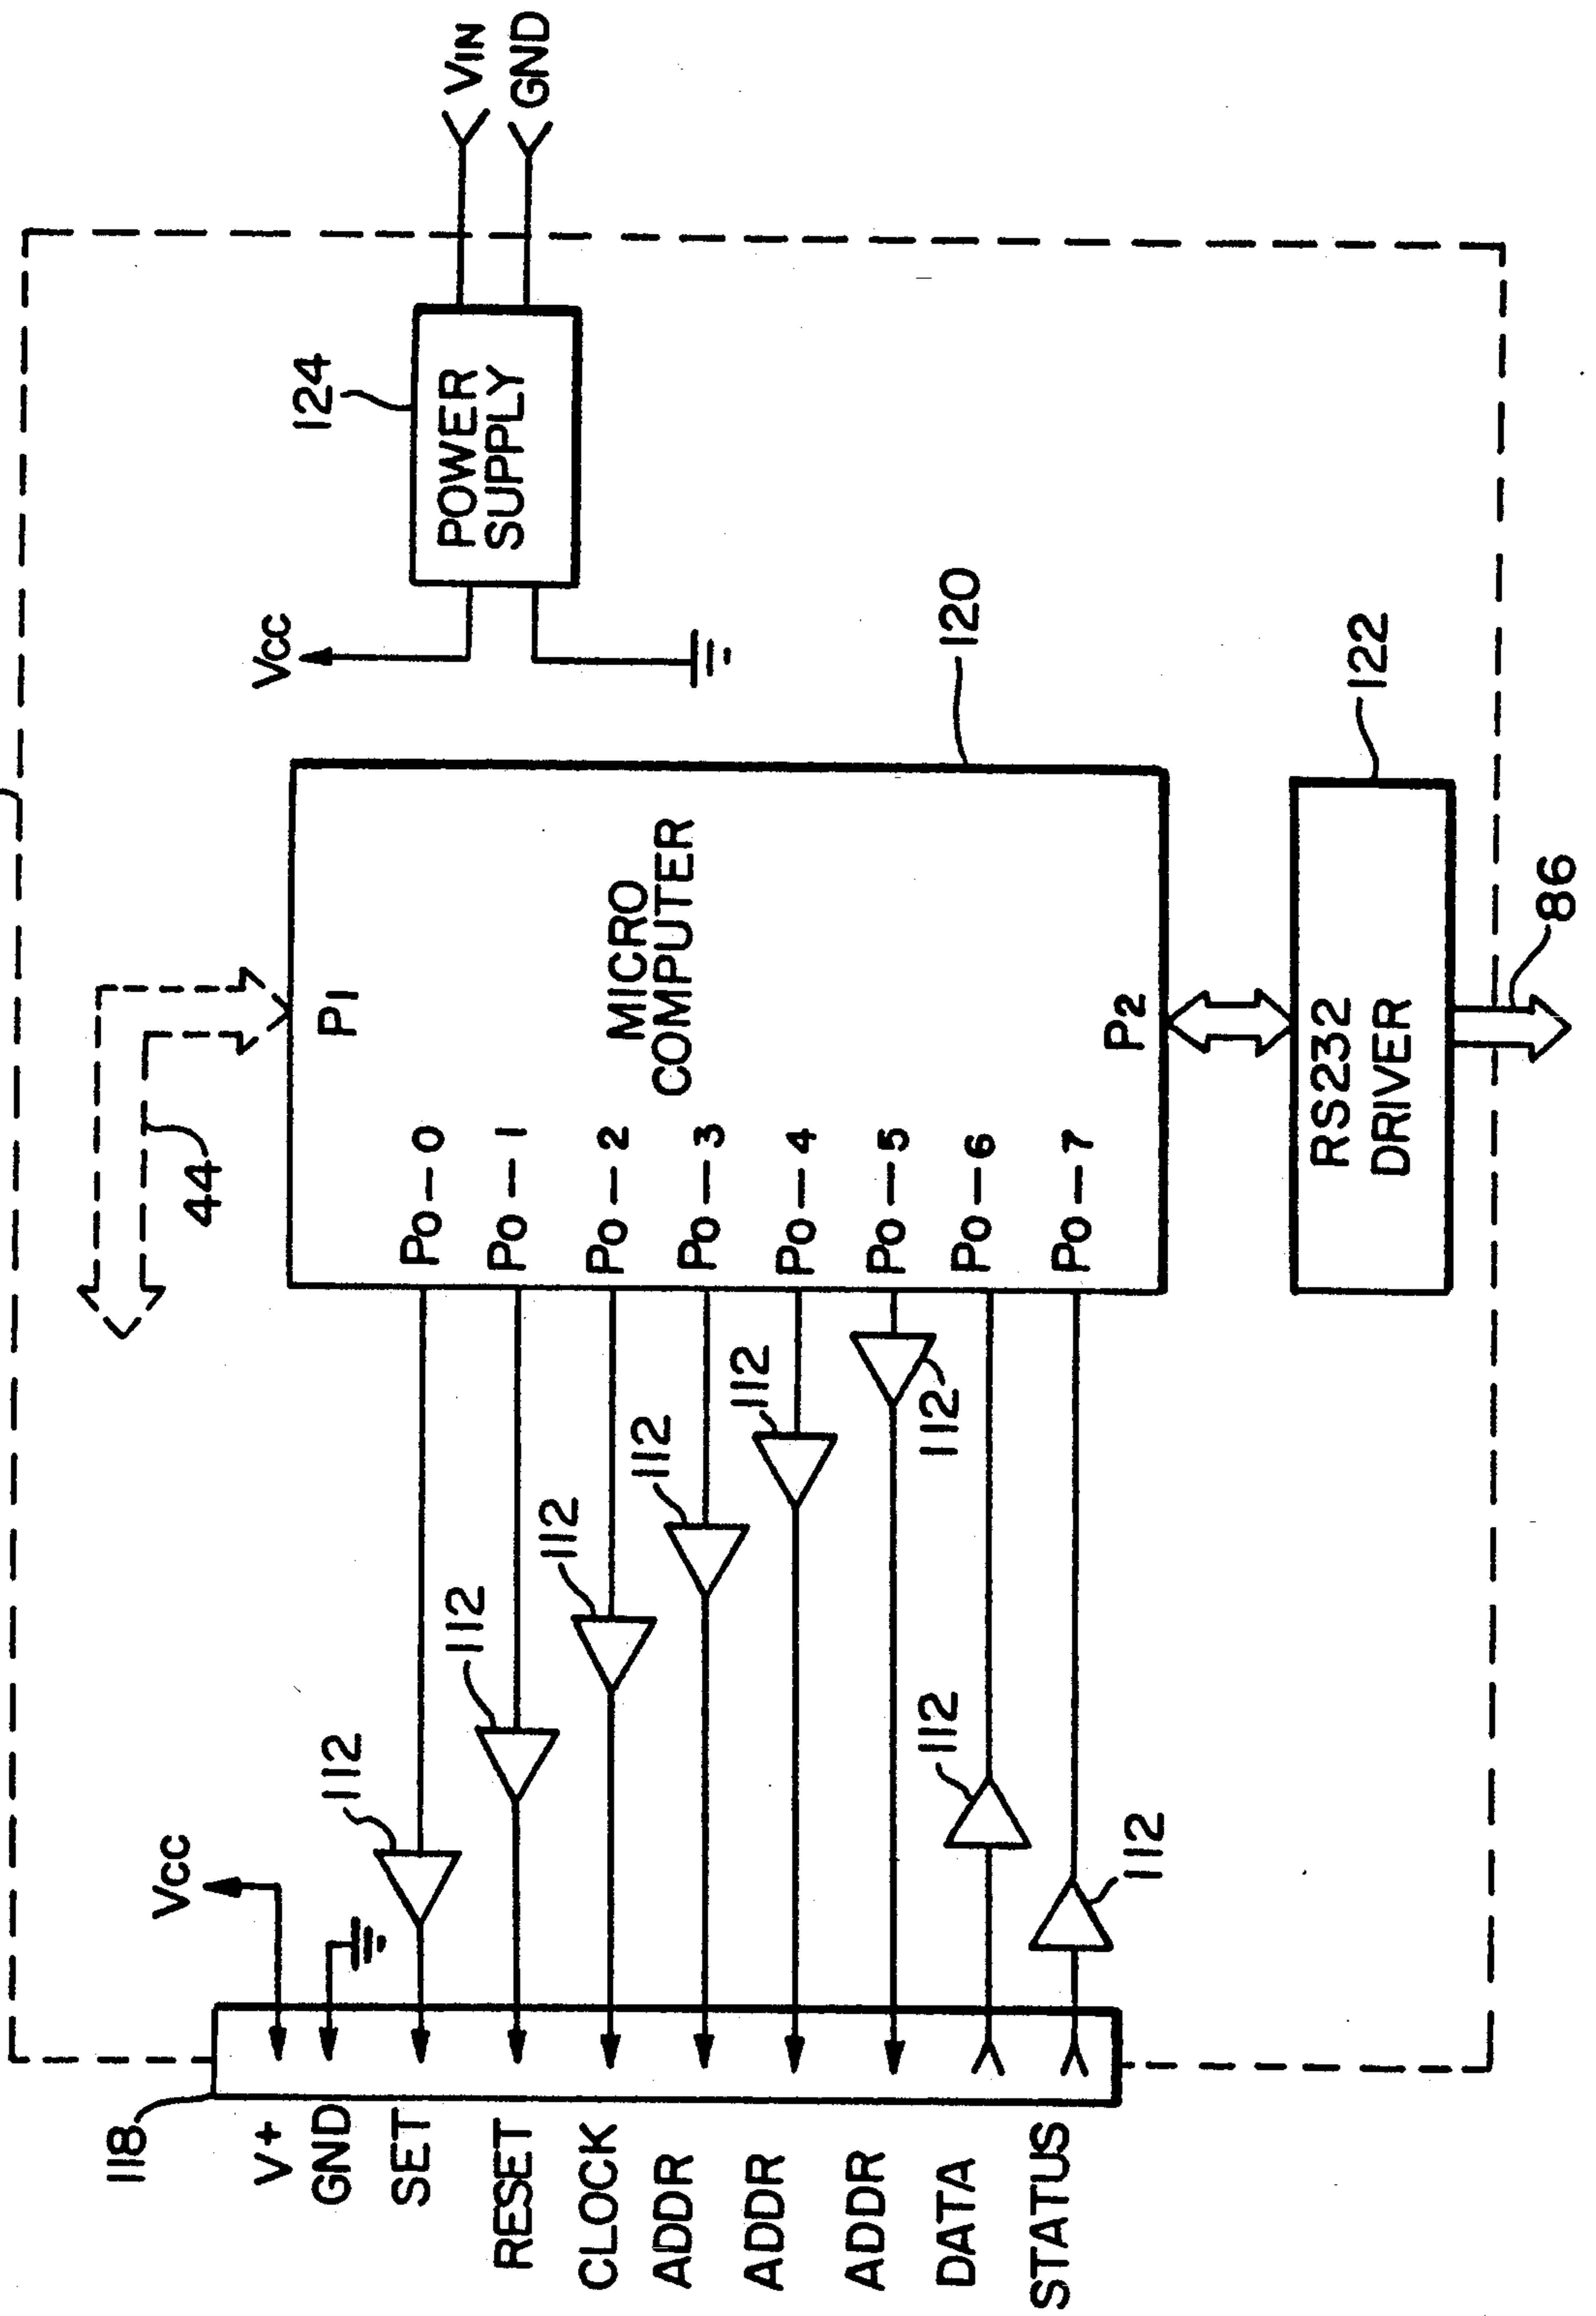 118
V+
GND
SET
RESET
CLOCK
ADDR
ADDR
ADDR
DATA
STATUS
Vcc
112
112
112
112
112
112
112
112
44
P1
Po-0
Po-1
Po-2
Po-3
Po-4
Po-5
Po-6
Po-7
MICRO
COMPUTER
P2
120
RS232
DRIVER
122
86
Vcc
124
POWER
SUPPLY
VIN
GND